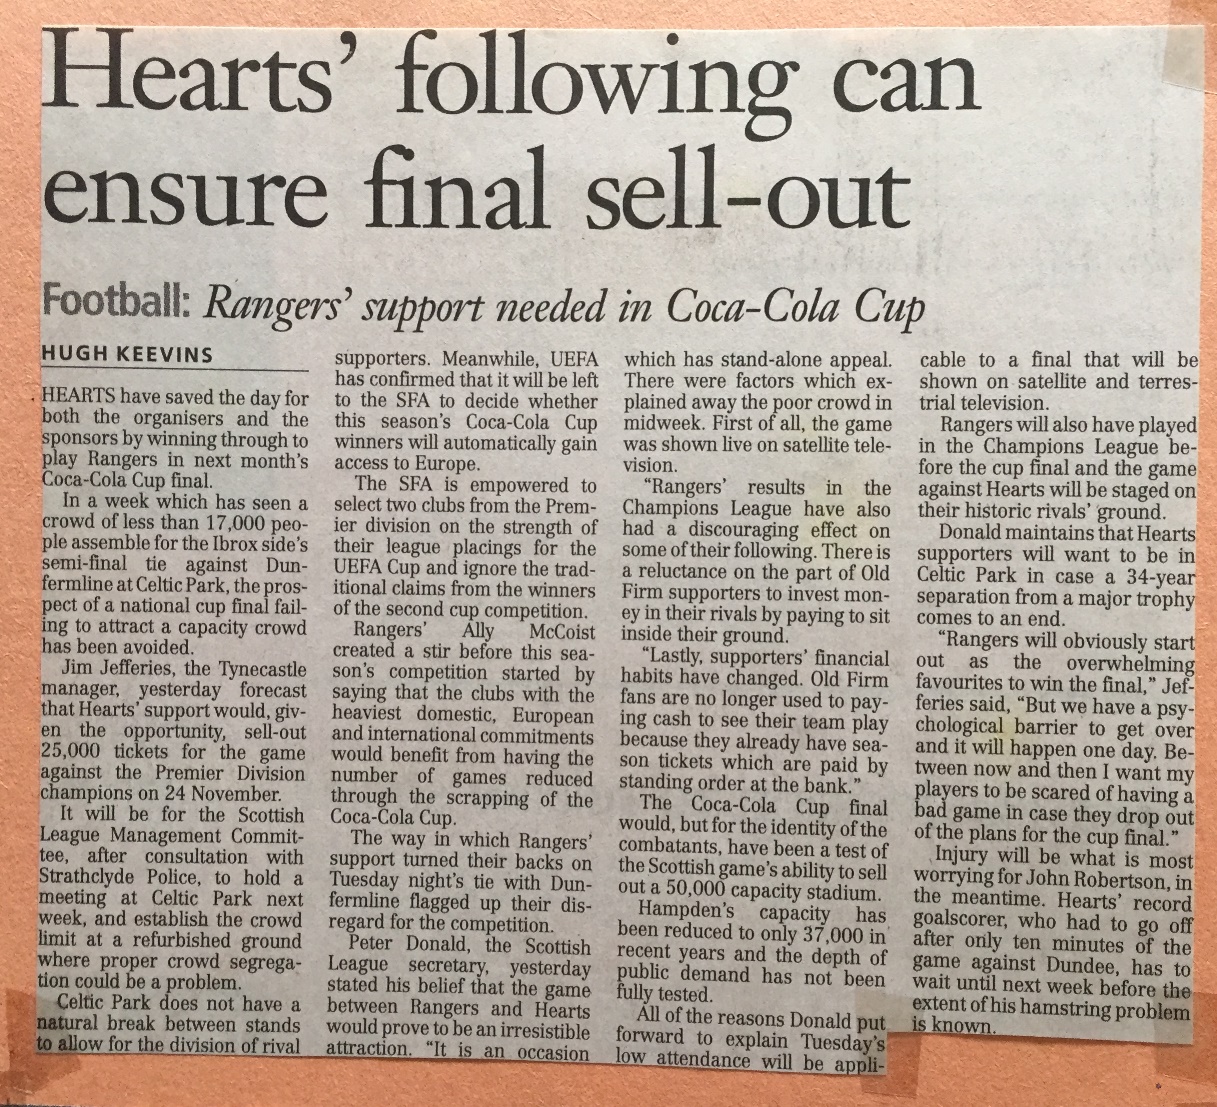 Hearts’ following can
ensure final sell-out
Football: Rangers’ support needed in Coca-Cola Cup
HUGH KEEVINS
HEARTS have saved the day for
both the organisers and the
sponsors by winning through to
play Rangers in next month's
Coca-Cola Cup final.
In a week which has seen a
crowd of less than 17,000 peo-
ple assemble for the Ibrox side's
semi-final tie against Dun-
fermline at Celtic Park, the pros-
pect of a national cup final fail-
ing to attract a capacity crowd
has been avoided.
Jim Jefferies, the Tynecastle
manager, yesterday forecast
that Hearts' support would, giv-
en the opportunity, sell-out
25,000 tickets for the game
against the Premier Division
champions on 24 November.
It will be for the Scottish
League Management Commit-
tee, after consultation with
Strathclyde Police, to hold a
meeting at Celtic Park next
week, and establish the crowd
limit at a refurbished ground
where proper crowd segrega-
tion could be a problem.
Celtic Park does not have a
natural break between stands
to allow for the division of rival
supporters. Meanwhile, UEFA
has confirmed that it will be left
to the SFA to decide whether
this season's Coca-Cola Cup
winners will automatically gain
access to Europe.
The SFA is empowered to
select two clubs from the Prem-
ier division on the strength of
their league placings for the
UEFA Cup and ignore the trad-
itional claims from the winners
of the second cup competition.
Rangers' Ally McCoist
created a stir before this sea-
son's competition started by
saying that the clubs with the
heaviest domestic, European
and international commitments
would benefit from having the
number of games reduced
through the scrapping of the
Coca-Cola Cup.
The way in which Rangers'
support turned their backs on
Tuesday night's tie with Dun-
fermline flagged up their dis-
regard for the competition.
Peter Donald, the Scottish
League secretary, yesterday
stated his belief that the game
between Rangers and Hearts
would prove to be an irresistible
attraction. “It is an occasion
which has stand-alone appeal.
There were factors which ex-
plained away the poor crowd in
midweek. First of all, the game
was shown live on satellite tele-
vision.
“Rangers' results in the
Champions League have also
had a discouraging effect on
some of their following. There is
a reluctance on the part of Old
Firm supporters to invest mon-
ey in their rivals by paying to sit
inside their ground.
“Lastly, supporters' financial
habits have changed. Old Firm
fans are no longer used to pay-
ing cash to see their team play
because they already have sea-
son tickets which are paid by
standing order at the bank.”
The Coca-Cola Cup final
would, but for the identity of the
combatants, have been a test of
the Scottish game's ability to sell
out a 50,000 capacity stadium.
Hampden's capacity has
been reduced to only 37,000 in
recent years and the depth of
public demand has not been
fully tested.
All of the reasons Donald put
forward to explain Tuesday's
low attendance will be appli-
cable to a final that will be
shown on satellite and terres-
trial television.
Rangers will also have played
in the Champions League be-
fore the cup final and the game
against Hearts will be staged on
their historic rivals' ground.
Donald maintains that Hearts
supporters will want to be in
Celtic Park in case a 34-year
separation from a major trophy
comes to an end.
“Rangers will obviously start
out as the overwhelming
favourites to win the final,” Jef-
feries said, “But we have a psy-
chological barrier to get over
and it will happen one day. Be-
tween now and then I want my
players to be scared of having a
bad game in case they drop out
of the plans for the cup final.”
Injury will be what is most
worrying for John Robertson, in
the meantime. Hearts' record
goalscorer, who had to go off
after only ten minutes of the
game against Dundee, has to
wait until next week before the
extent of his hamstring problem
is known.